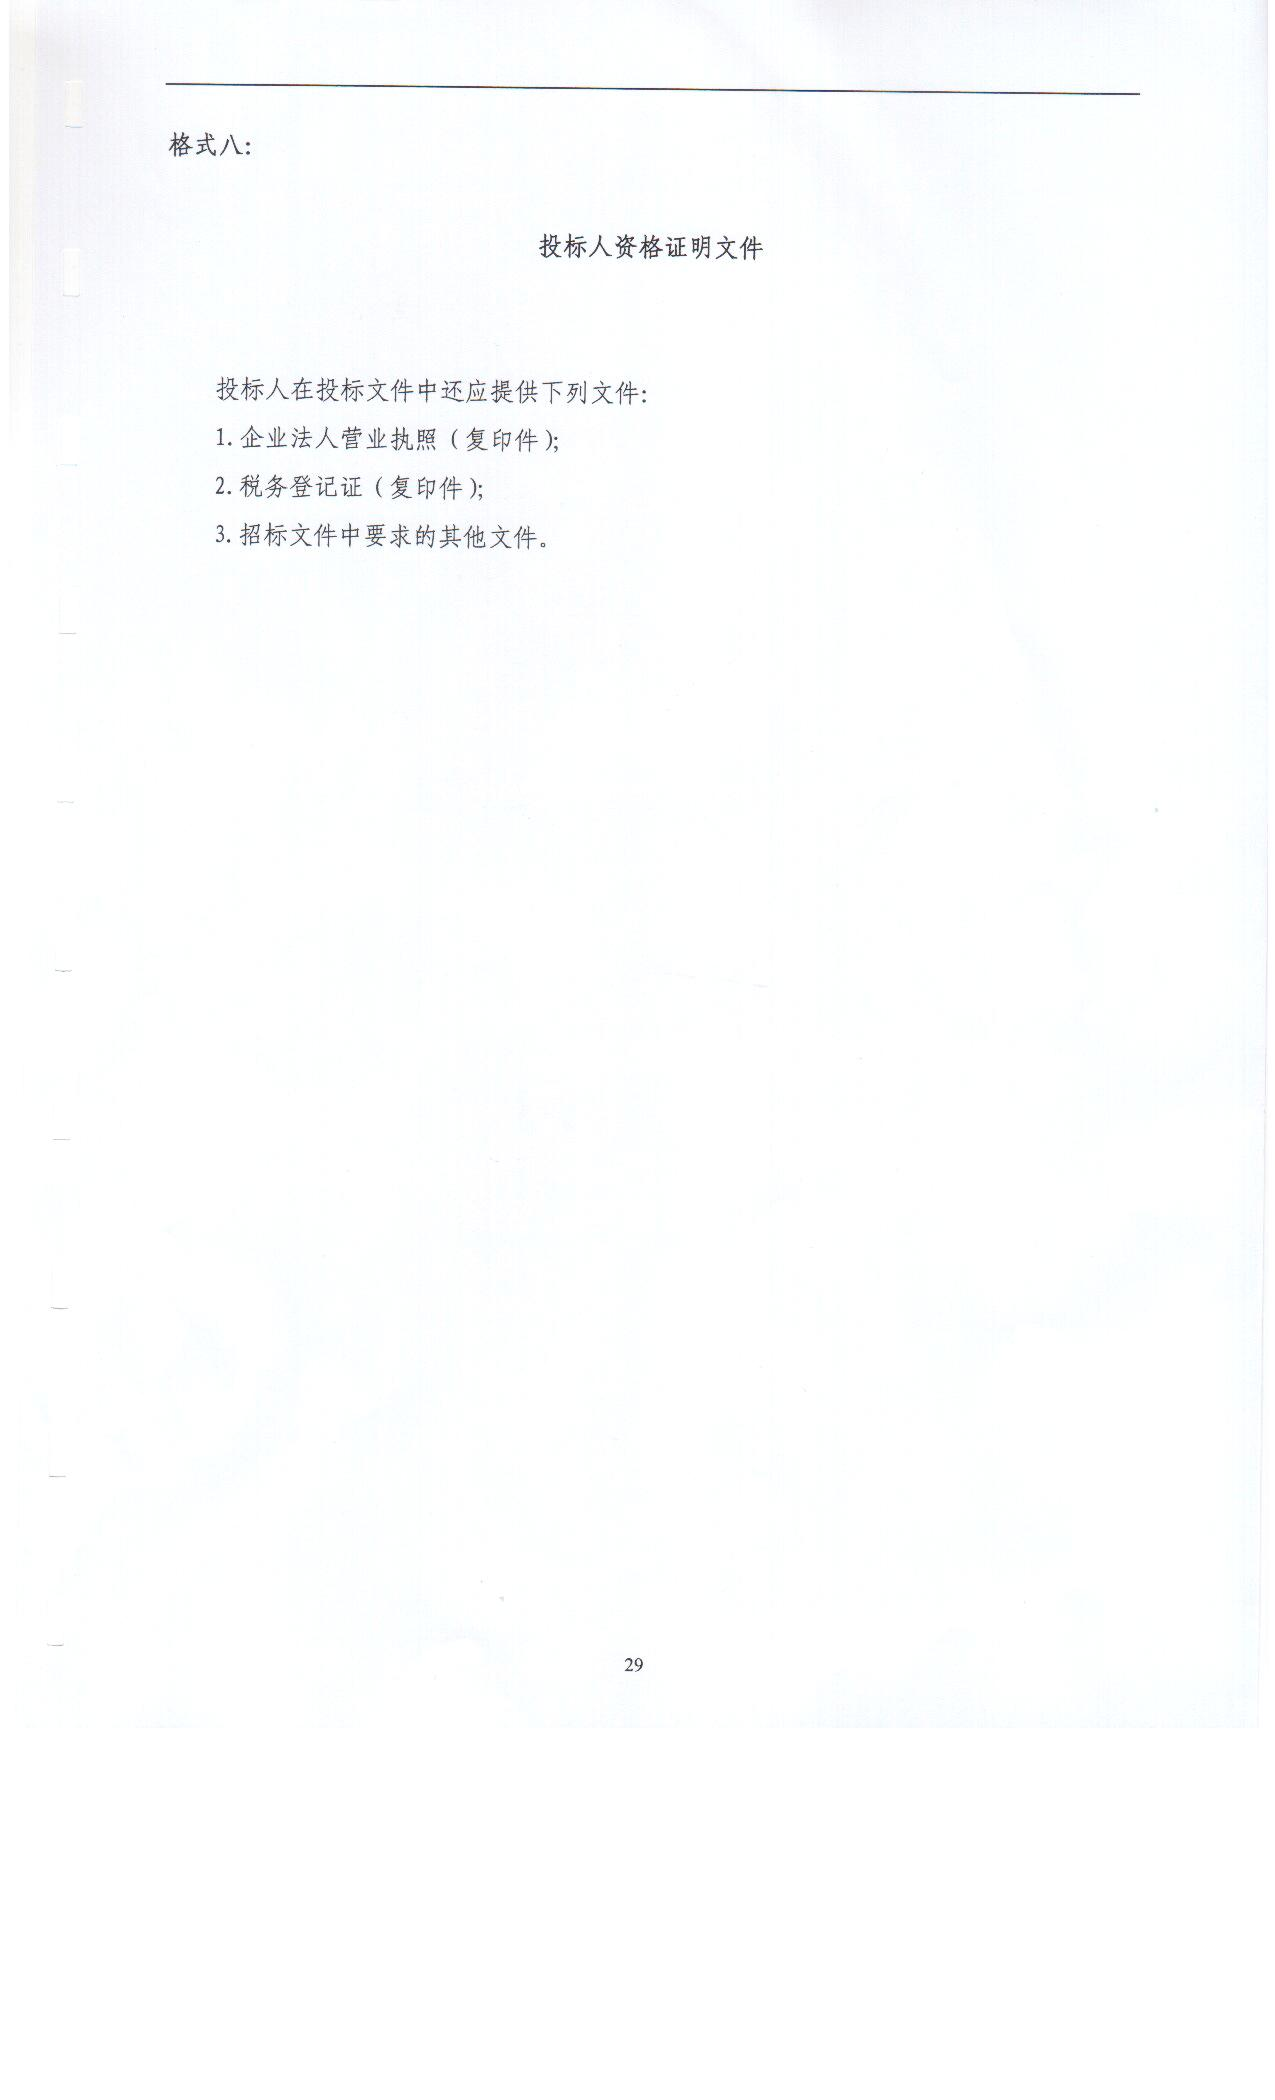 格式八:
投标人资格证明文件
投标人在投标文件中还应提供下列文件:
1.企业法人营业执照（复印件);
2.税务登记证（复印件);
3.招标文件中要求的其他文件。
29